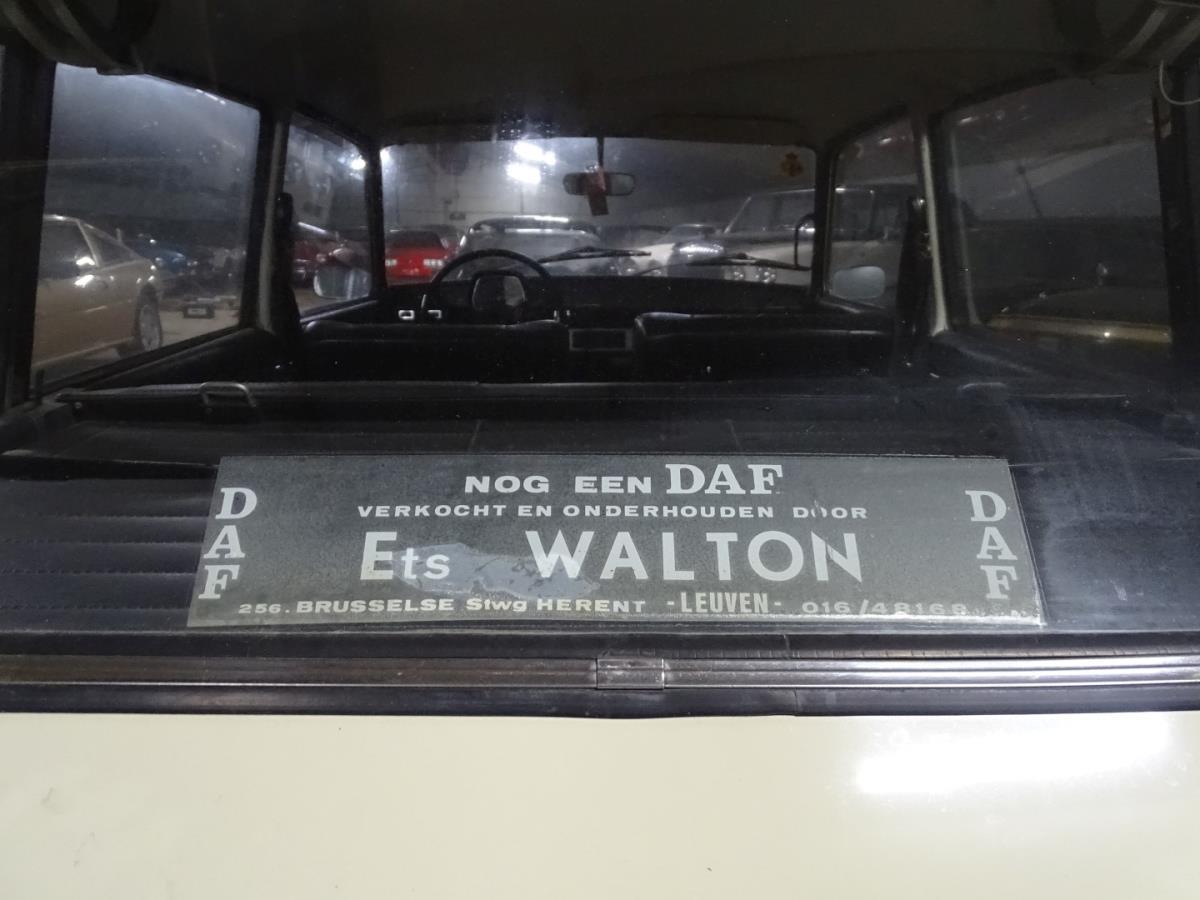 NOG EEN DAF
VERKOCHT EN ONDERHOUDEN DOOR
Ets WALTON
256. BRUSSELSE Stwg HERENT -LEUVEN- 016/48168
DAF
DAF